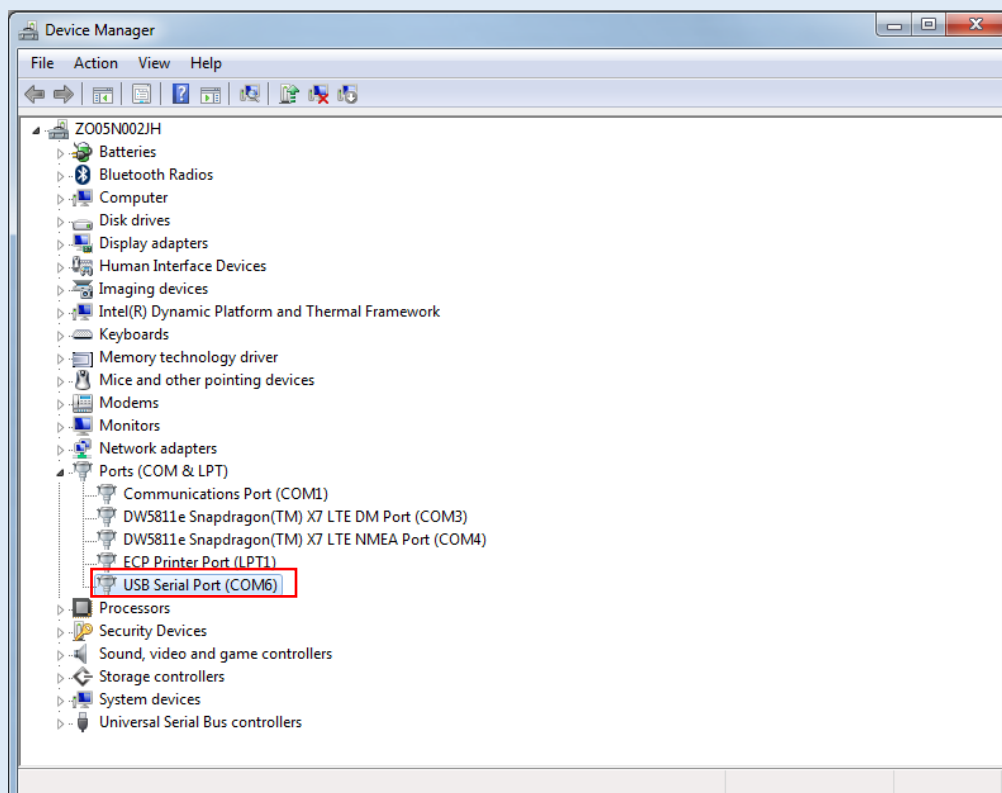 Device Manager
File Action View Help
ZO05N002JH
Batteries
Bluetooth Radios
Computer
Disk drives
Display adapters
Human Interface Devices
Imaging devices
Intel(R) Dynamic Platform and Thermal Framework
Keyboards
Memory technology driver
Mice and other pointing devices
Modems
Monitors
Network adapters
Ports (COM & LPT)
Communications Port (COM1)
DW5811e Snapdragon(TM) X7 LTE DM Port (COM3)
DW5811e Snapdragon(TM) X7 LTE NMEA Port (COM4)
ECP Printer Port (LPT1)
USB Serial Port (COM6)
Processors
Security Devices
Sound, video and game controllers
Storage controllers
System devices
Universal Serial Bus controllers